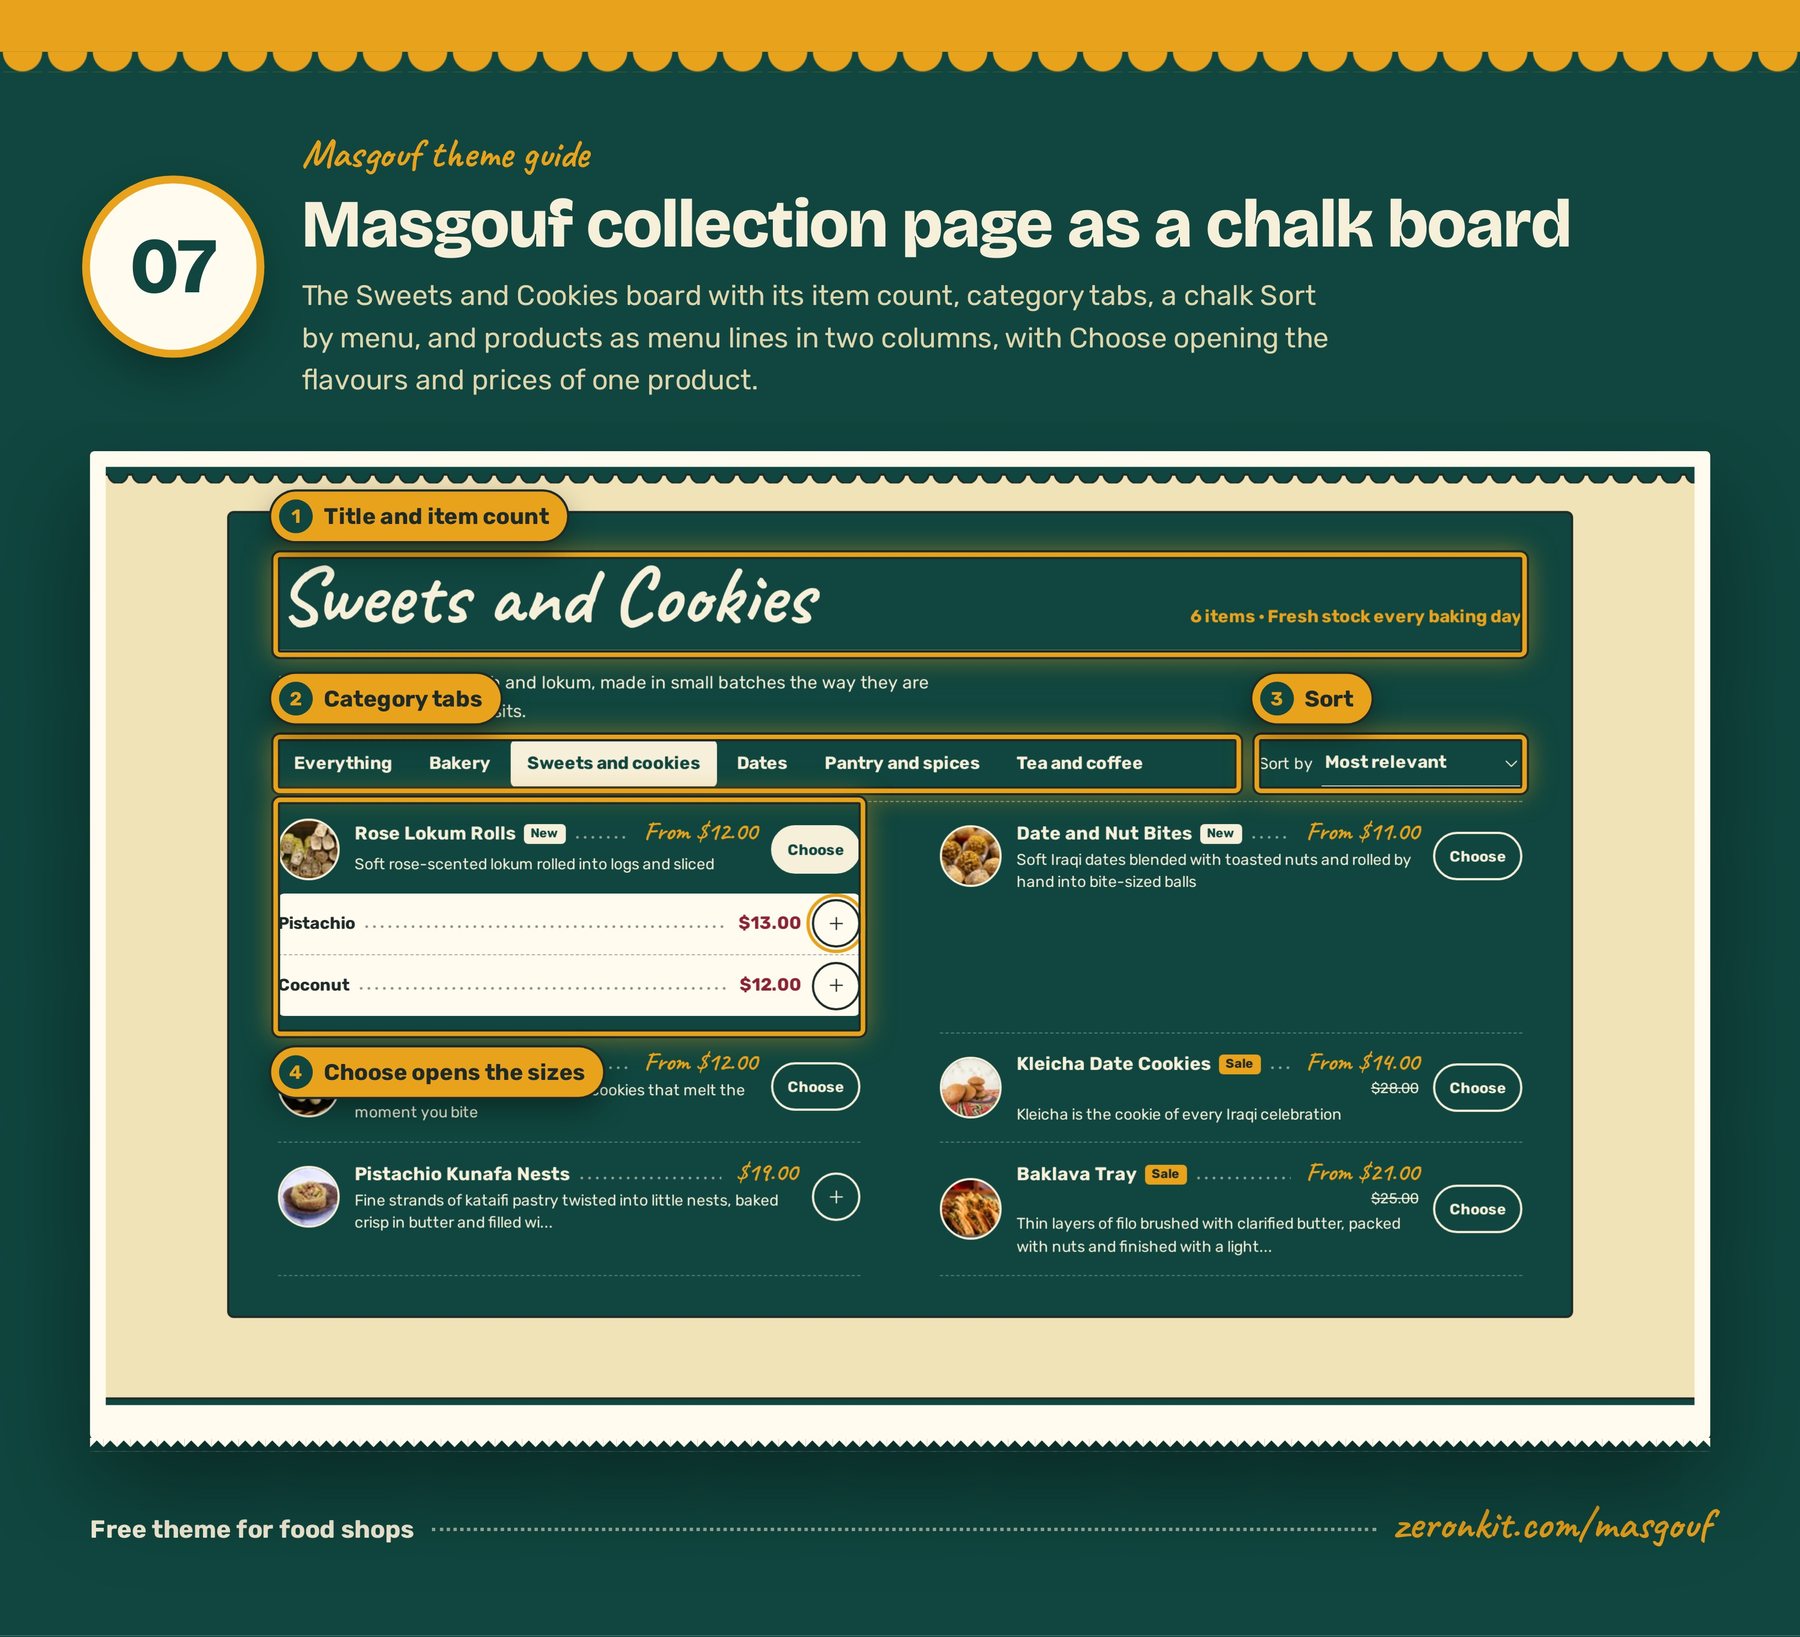 Masgouf theme guide
07
Masgouf collection page as a chalk board
The Sweets and Cookies board with its item count, category tabs, a chalk Sort
by menu, and products as menu lines in two columns, with Choose opening the
flavours and prices of one product.
1 Title and item count
Sweets and Cookies
6 items • Fresh stock every baking day
and lokum, made in small batches the way they are
2 Category tabs
3 Sort
Everything Bakery Sweets and cookies Dates Pantry and spices Tea and coffee
Sort by Most relevant
Rose Lokum Rolls New From $12.00
Soft rose-scented lokum rolled into logs and sliced
Choose
Pistachio $13.00 +
Coconut $12.00 +
Date and Nut Bites New From $11.00
Soft Iraqi dates blended with toasted nuts and rolled by
hand into bite-sized balls
Choose
4 Choose opens the sizes
From $12.00
cookies that melt the
moment you bite
Choose
Kleicha Date Cookies Sale From $14.00
$28.00
Kleicha is the cookie of every Iraqi celebration
Choose
Pistachio Kunafa Nests $19.00
Fine strands of kataifi pastry twisted into little nests, baked
crisp in butter and filled wi...
+
Baklava Tray Sale From $21.00
$25.00
Thin layers of filo brushed with clarified butter, packed
with nuts and finished with a light...
Choose
Free theme for food shops zeronkit.com/masgouf